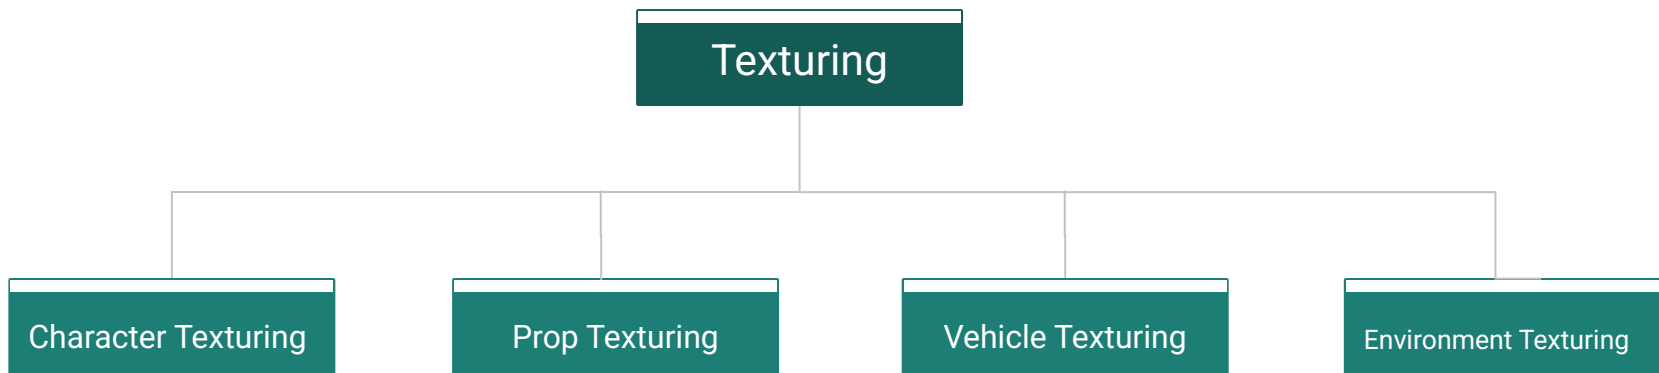 Texturing
Character Texturing
Prop Texturing
Vehicle Texturing
Environment Texturing